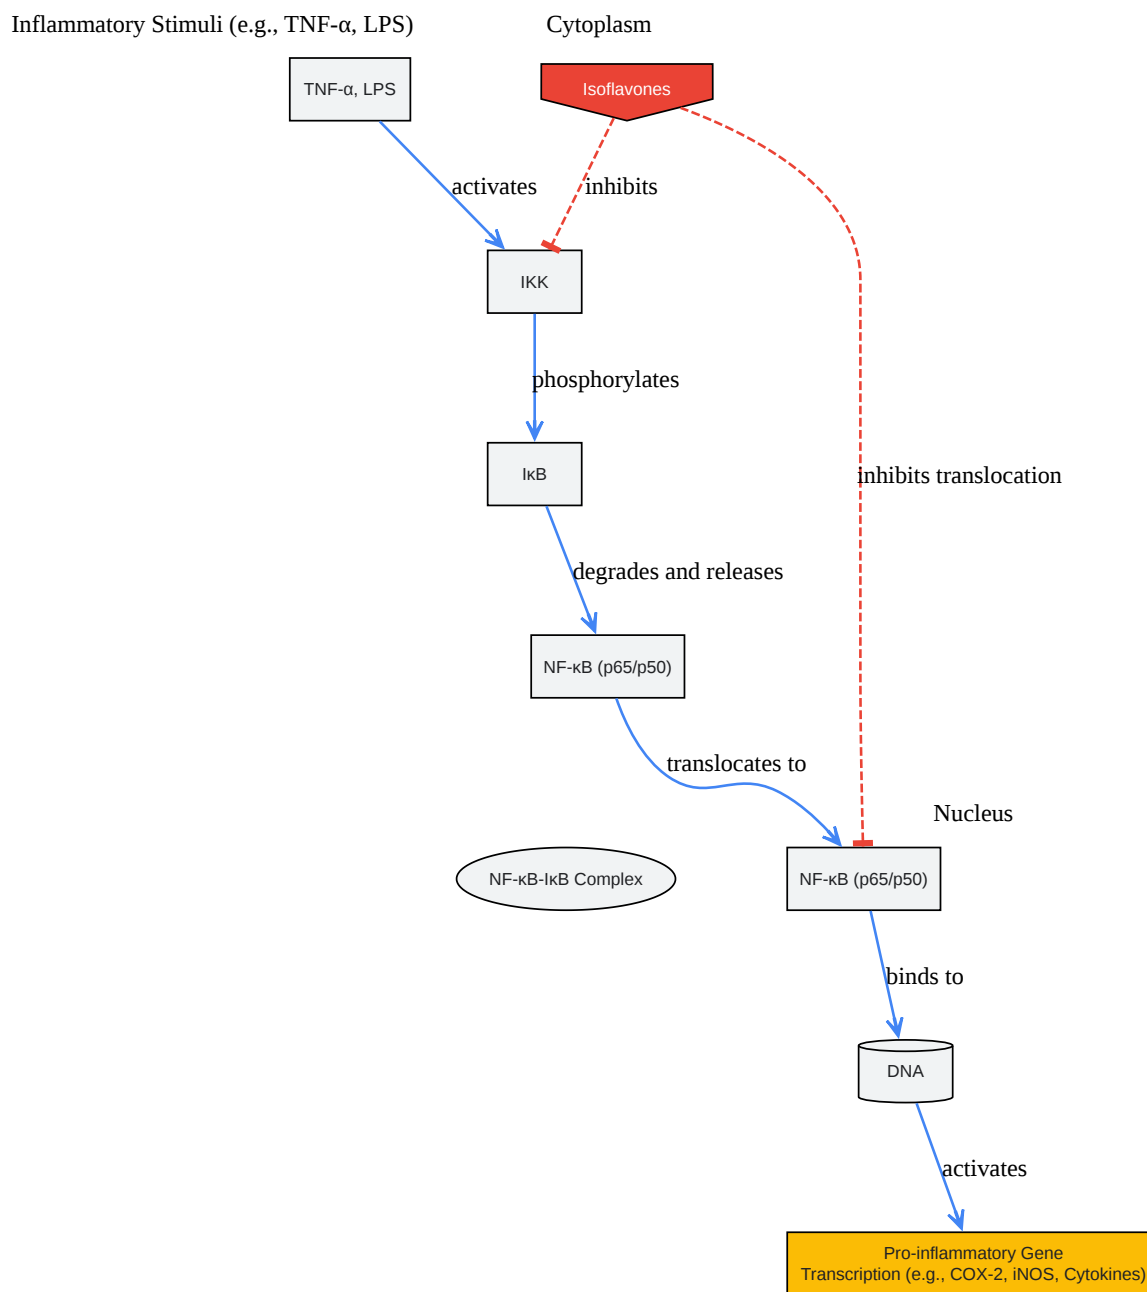 Inflammatory Stimuli (e.g., TNF-α, LPS)
Cytoplasm
TNF-α, LPS
Isoflavones
activates
inhibits
IKK
phosphorylates
IκB
inhibits translocation
degrades and releases
NF-κB (p65/p50)
translocates to
Nucleus
NF-κB-IκB Complex
NF-κB (p65/p50)
binds to
DNA
activates
Pro-inflammatory Gene
Transcription (e.g., COX-2, iNOS, Cytokines)